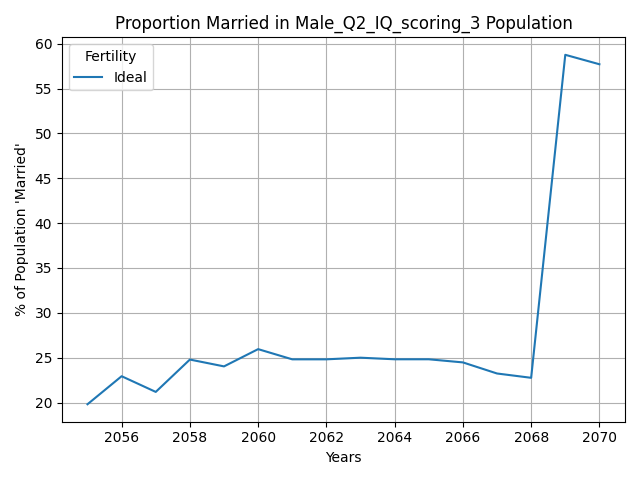 Proportion Married in Male_Q2_IQ_scoring_3 Population
Fertility
Ideal
% of Population 'Married'
60
55
50
45
40
35
30
25
20
2056 2058 2060 2062 2064 2066 2068 2070
Years